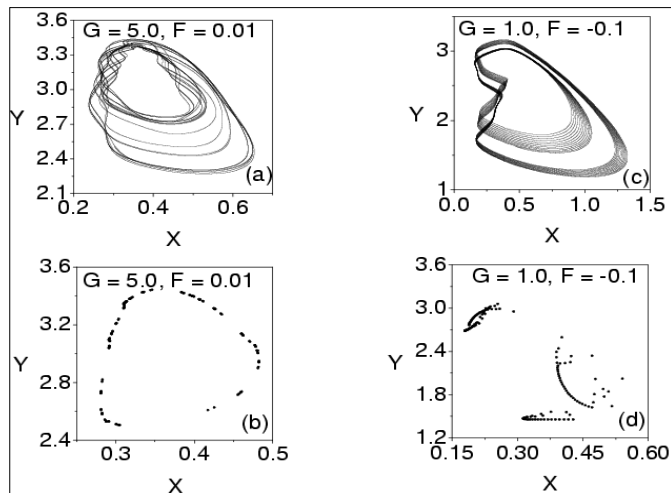 3.6
3.3
3.0
2.7
2.4
2.1
Y
G = 5.0, F = 0.01
(a)
0.2 0.4 0.6
X
3
2
1
Y
G = 1.0, F = -0.1
(c)
0.0 0.5 1.0 1.5
X
3.6
3.2
2.8
2.4
Y
G = 5.0, F = 0.01
(b)
0.3 0.4 0.5
X
3.6
3.0
2.4
1.8
1.2
Y
G = 1.0, F = -0.1
(d)
0.15 0.30 0.45 0.60
X